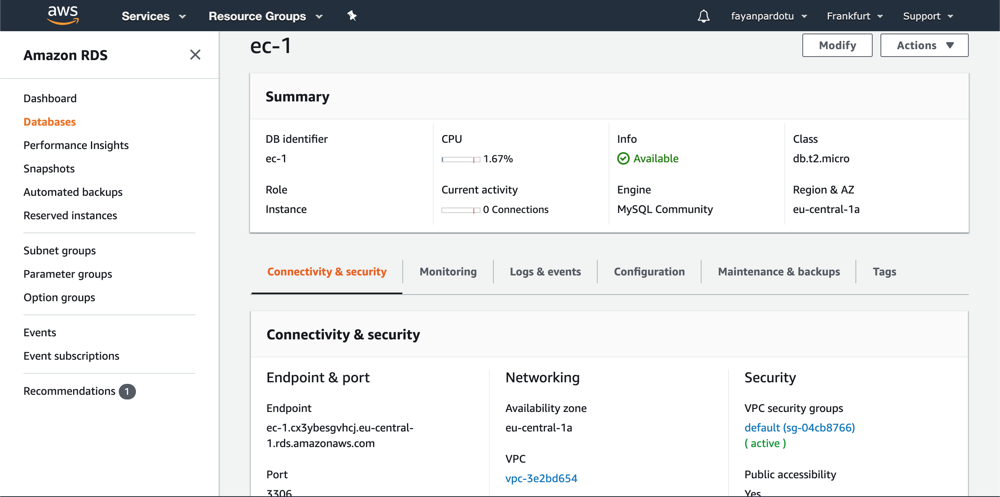 aws
Services
Resource Groups
fayanpardotu
Frankfurt
Support
Amazon RDS
Dashboard
Databases
Performance Insights
Snapshots
Automated backups
Reserved instances
Subnet groups
Parameter groups
Option groups
Events
Event subscriptions
Recommendations 1
ec-1
Modify
Actions
Summary
DB identifier
ec-1
CPU
1.67%
Info
Available
Class
db.t2.micro
Role
Instance
Current activity
0 Connections
Engine
MySQL Community
Region & AZ
eu-central-1a
Connectivity & security
Monitoring
Logs & events
Configuration
Maintenance & backups
Tags
Connectivity & security
Endpoint & port
Endpoint
ec-1.cx3ybesgvhcj.eu-central-
1.rds.amazonaws.com
Port
3306
Networking
Availability zone
eu-central-1a
VPC
vpc-3e2bd654
Security
VPC security groups
default (sg-04cb8766)
( active )
Public accessibility
Yes